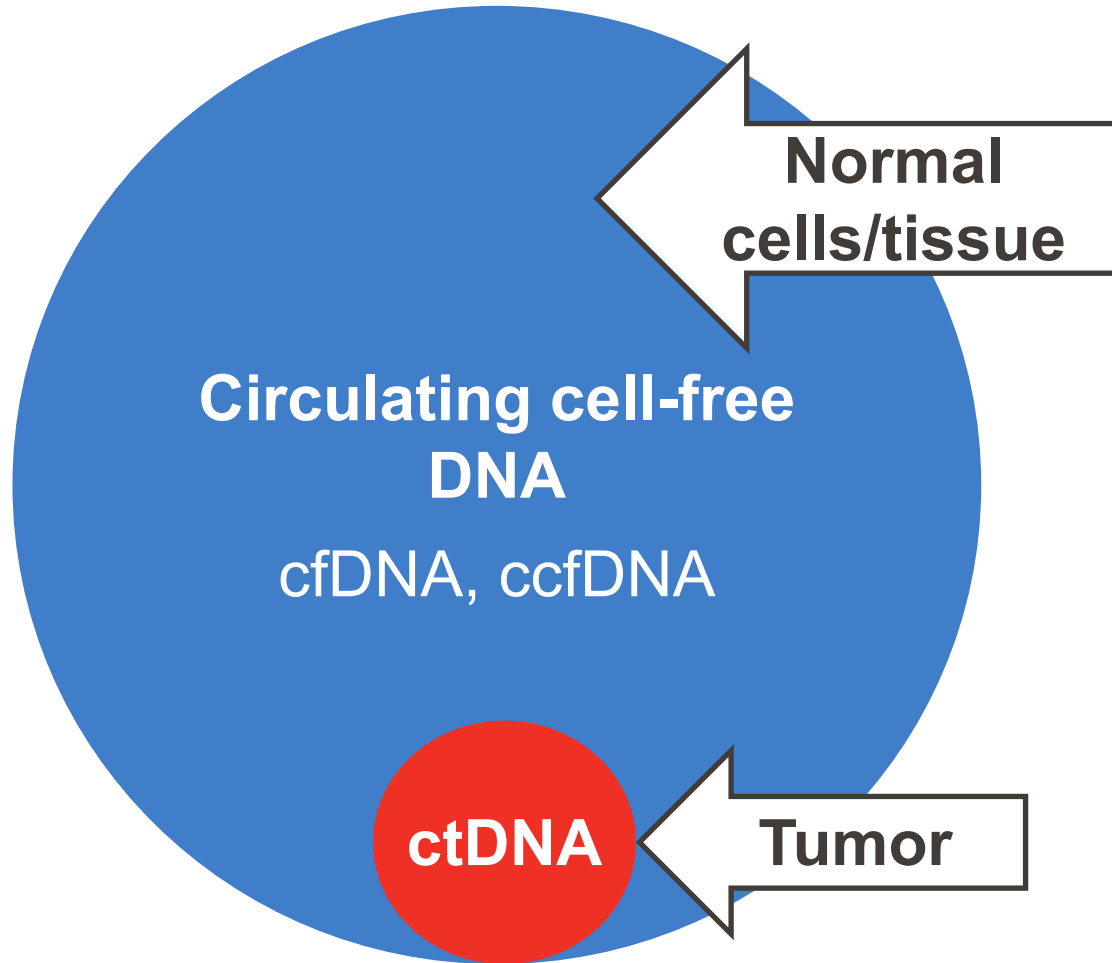 Normal
cells/tissue
Circulating cell-free
DNA
cfDNA, ccfDNA
ctDNA
Tumor